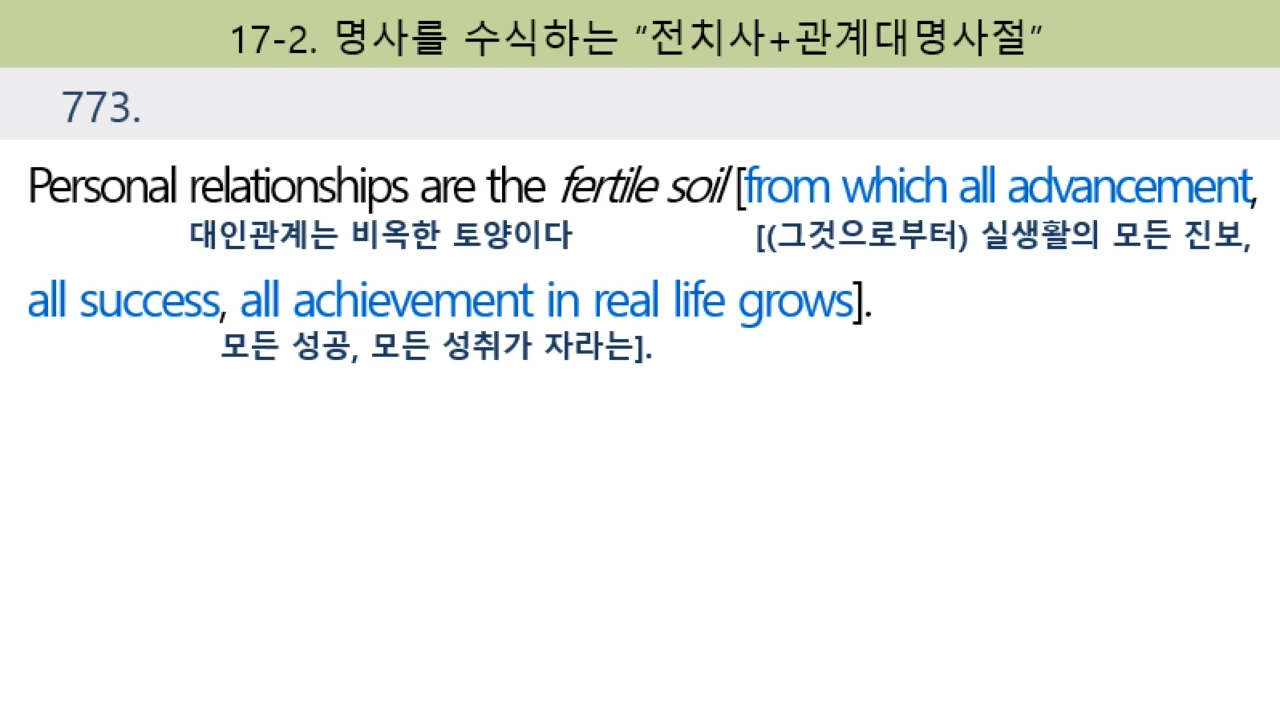 17-2. 명사를 수식하는 “전치사+관계대명사절”
773.
Personal relationships are the fertile soil [from which all advancement,
대인관계는 비옥한 토양이다 [(그것으로부터) 실생활의 모든 진보,
all success, all achievement in real life grows].
모든 성공, 모든 성취가 자라는].